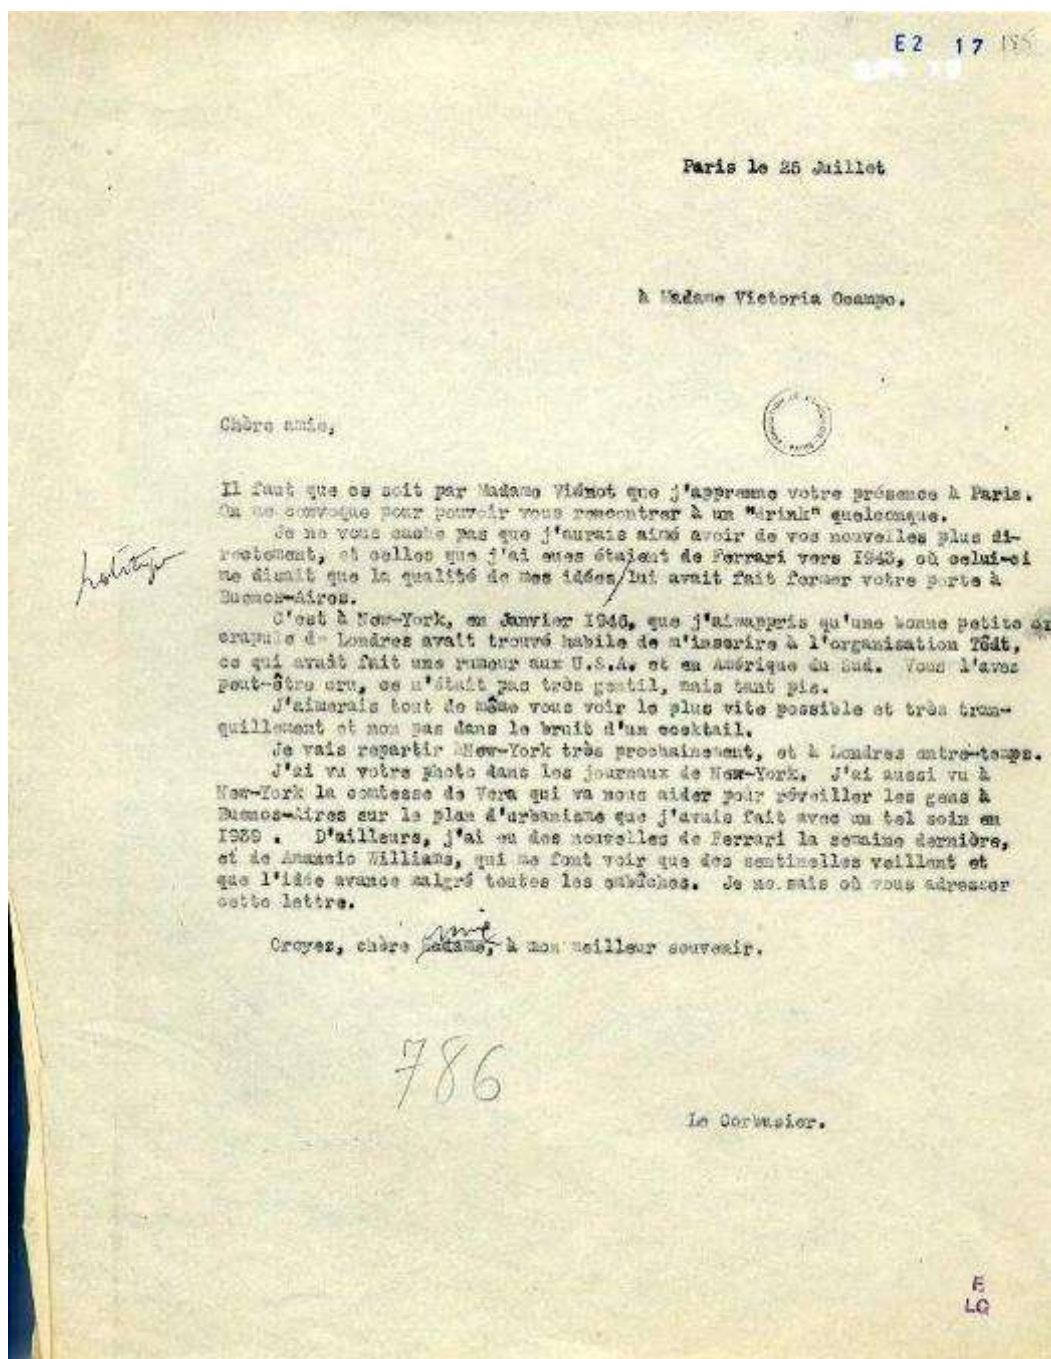 E2 17 185
Paris le 25 Juillet
à Madame Victoria Ocampo.
Chère amie,
Il faut que ce soit par Madame Viénot que j'apprenne votre présence à Paris.
On me convoque pour pouvoir vous rencontrer à un "drink" quelconque.
Je ne vous cache pas que j'aurais aimé avoir de vos nouvelles plus di-
rectement, et celles que j'ai eues étaient de Ferrari vers 1943, où celui-ci
politique
me disait que la qualité de mes idées/lui avait fait fermer votre porte à
Buenos-Aires.
C'est à New-York, en Janvier 1946, que j'ai appris qu'une bonne petite
crapule de Londres avait trouvé habile de m'inscrire à l'organisation Tödt,
ce qui avait fait une rumeur aux U.S.A. et en Amérique du Sud. Vous l'avez
peut-être cru, ce n'était pas très gentil, mais tant pis.
J'aimerais tout de même vous voir le plus vite possible et très tran-
quillement et non pas dans le bruit d'un cocktail.
Je vais repartir New-York très prochainement, et à Londres entre-temps.
J'ai vu votre photo dans les journaux de New-York. J'ai aussi vu à
New-York la comtesse de Vera qui va nous aider pour réveiller les gens à
Buenos-Aires sur le plan d'urbanisme que j'avais fait avec un tel soin en
1939 . D'ailleurs, j'ai eu des nouvelles de Ferrari la semaine dernière,
et de Amancio Willians, qui me font voir que des sentinelles veillent et
que l'idée avance malgré toutes les embûches. Je ne sais où vous adresser
cette lettre.
amie
Croyez, chère Madame, à mon meilleur souvenir.
786
Le Corbusier.
F
LC